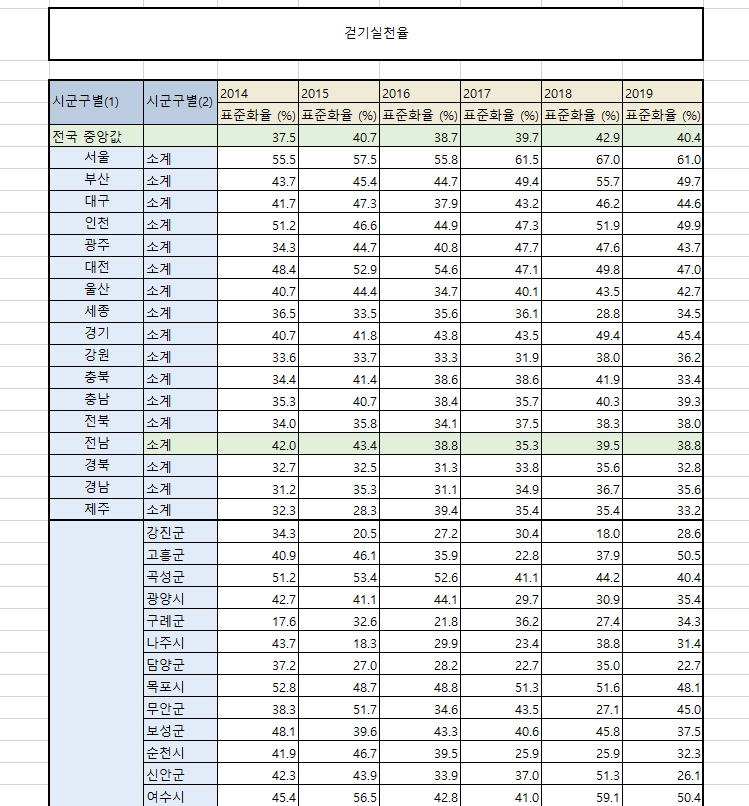 걷기실천율
시군구별(1) 시군구별(2) 2014 2015 2016 2017 2018 2019
표준화율 (%) 표준화율 (%) 표준화율 (%) 표준화율 (%) 표준화율 (%) 표준화율 (%)
전국 중앙값 37.5 40.7 38.7 39.7 42.9 40.4
서울 소계 55.5 57.5 55.8 61.5 67.0 61.0
부산 소계 43.7 45.4 44.7 49.4 55.7 49.7
대구 소계 41.7 47.3 37.9 43.2 46.2 44.6
인천 소계 51.2 46.6 44.9 47.3 51.9 49.9
광주 소계 34.3 44.7 40.8 47.7 47.6 43.7
대전 소계 48.4 52.9 54.6 47.1 49.8 47.0
울산 소계 40.7 44.4 34.7 40.1 43.5 42.7
세종 소계 36.5 33.5 35.6 36.1 28.8 34.5
경기 소계 40.7 41.8 43.8 43.5 49.4 45.4
강원 소계 33.6 33.7 33.3 31.9 38.0 36.2
충북 소계 34.4 41.4 38.6 38.6 41.9 33.4
충남 소계 35.3 40.7 38.4 35.7 40.3 39.3
전북 소계 34.0 35.8 34.1 37.5 38.3 38.0
전남 소계 42.0 43.4 38.8 35.3 39.5 38.8
경북 소계 32.7 32.5 31.3 33.8 35.6 32.8
경남 소계 31.2 35.3 31.1 34.9 36.7 35.6
제주 소계 32.3 28.3 39.4 35.4 35.4 33.2
강진군 34.3 20.5 27.2 30.4 18.0 28.6
고흥군 40.9 46.1 35.9 22.8 37.9 50.5
곡성군 51.2 53.4 52.6 41.1 44.2 40.4
광양시 42.7 41.1 44.1 29.7 30.9 35.4
구례군 17.6 32.6 21.8 36.2 27.4 34.3
나주시 43.7 18.3 29.9 23.4 38.8 31.4
담양군 37.2 27.0 28.2 22.7 35.0 22.7
목포시 52.8 48.7 48.8 51.3 51.6 48.1
무안군 38.3 51.7 34.6 43.5 27.1 45.0
보성군 48.1 39.6 43.3 40.6 45.8 37.5
순천시 41.9 46.7 39.5 25.9 25.9 32.3
신안군 42.3 43.9 33.9 37.0 51.3 26.1
여수시 45.4 56.5 42.8 41.0 59.1 50.4